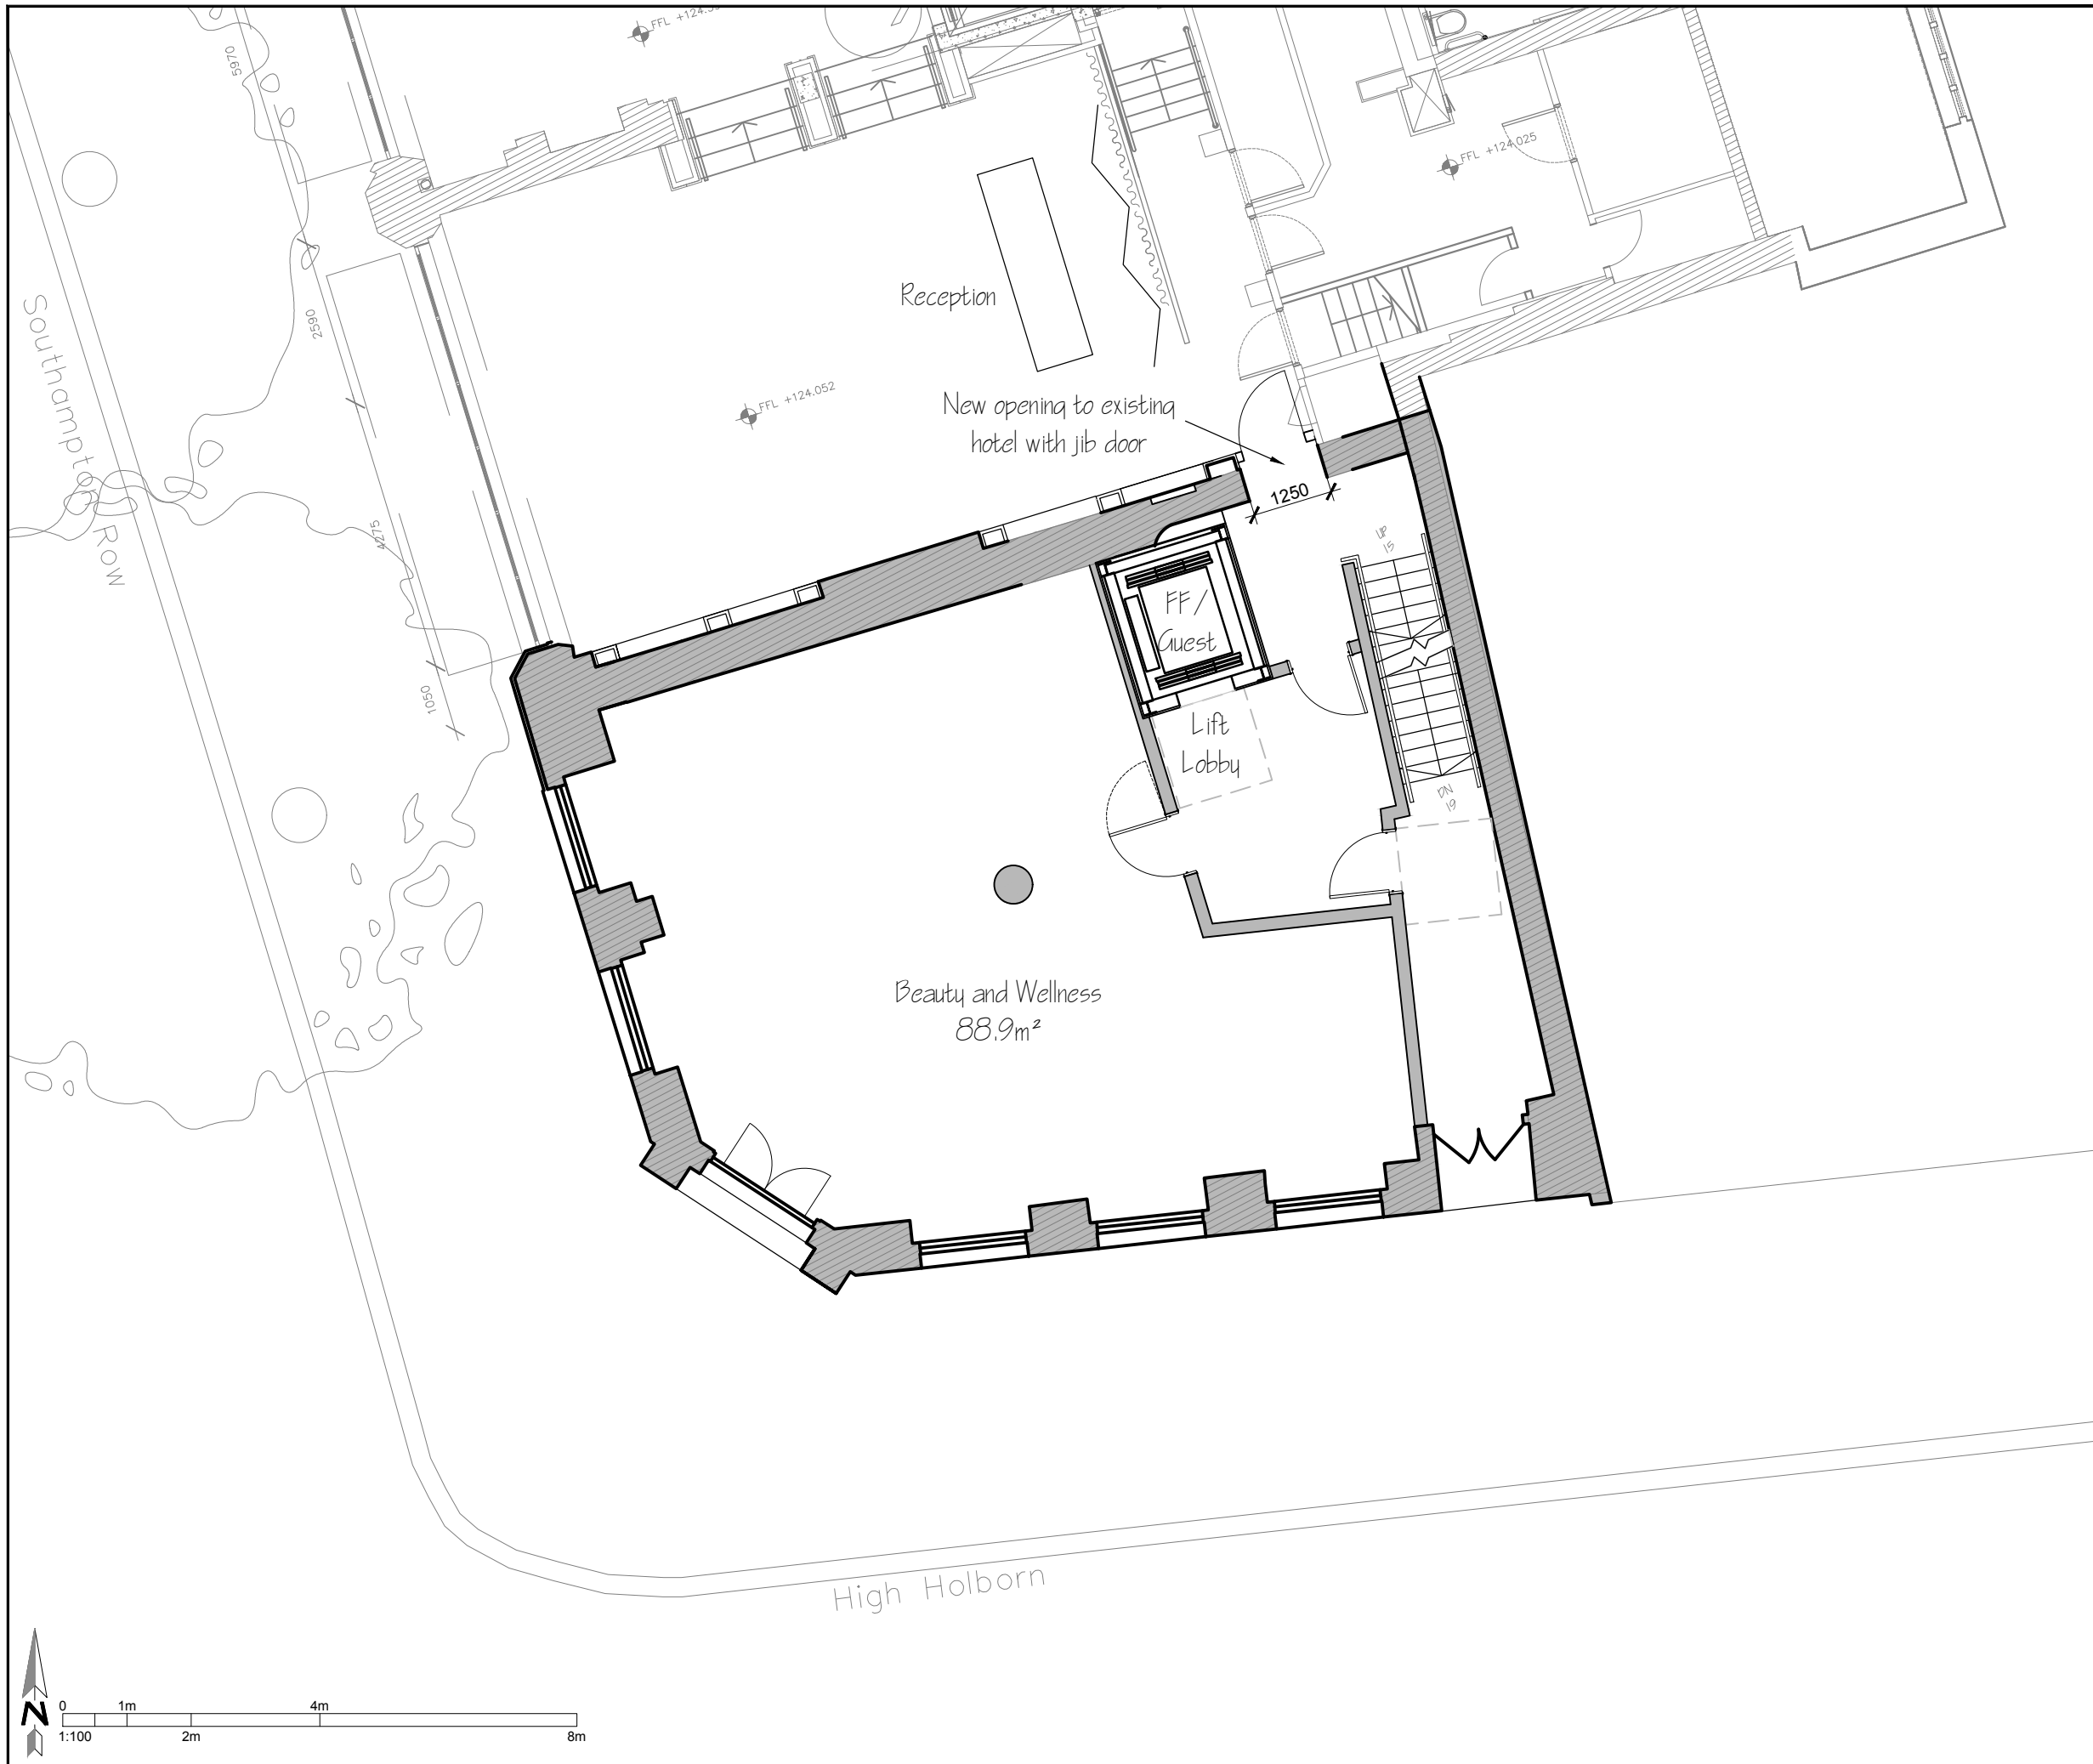 5970
FFL +124.025
Southampton Row
2590
Reception
FFL +124.052
New opening to existing
hotel with jib door
1250
4275
UP
15
FF/
Guest
1050
Lift
Lobby
DN
19
Beauty and Wellness
88.9m²
High Holborn
N
0 1m 4m
1:100 2m 8m